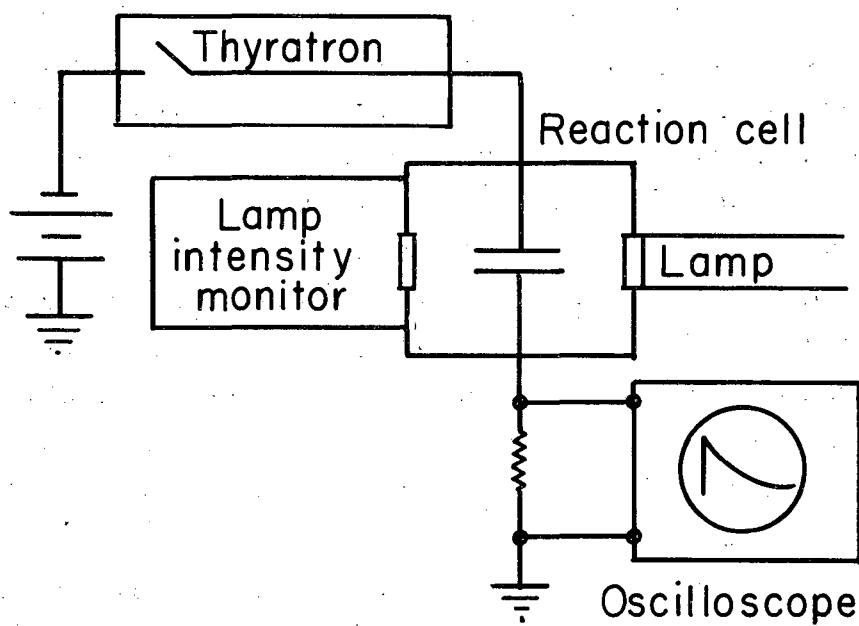 Thyratron
Reaction cell
Lamp
intensity
monitor
Lamp
Oscilloscope